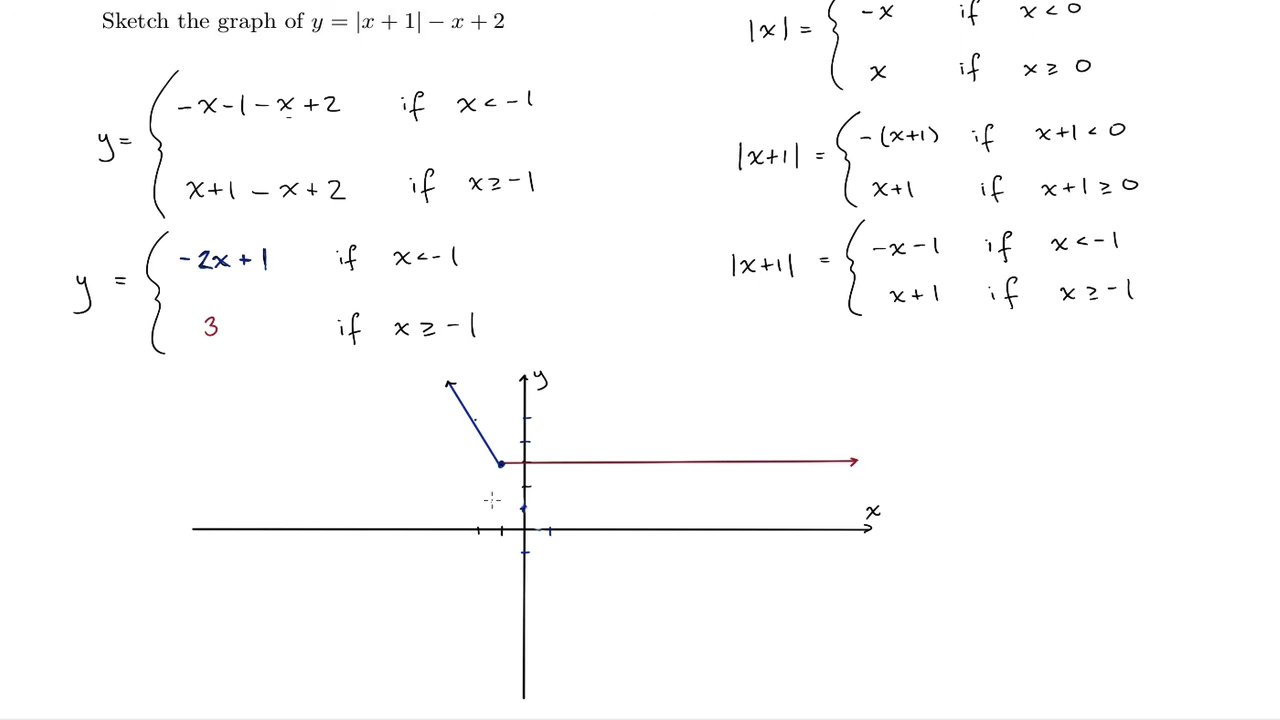 Sketch the graph of y = |x + 1| − x + 2
y = { -x-1-x+2 if x < -1
x+1-x+2 if x ≥ -1
y = { -2x+1 if x < -1
3 if x ≥ -1
|x| = { -x if x < 0
x if x ≥ 0
|x+1| = { -(x+1) if x+1 < 0
x+1 if x+1 ≥ 0
|x+1| = { -x-1 if x < -1
x+1 if x ≥ -1
y
x